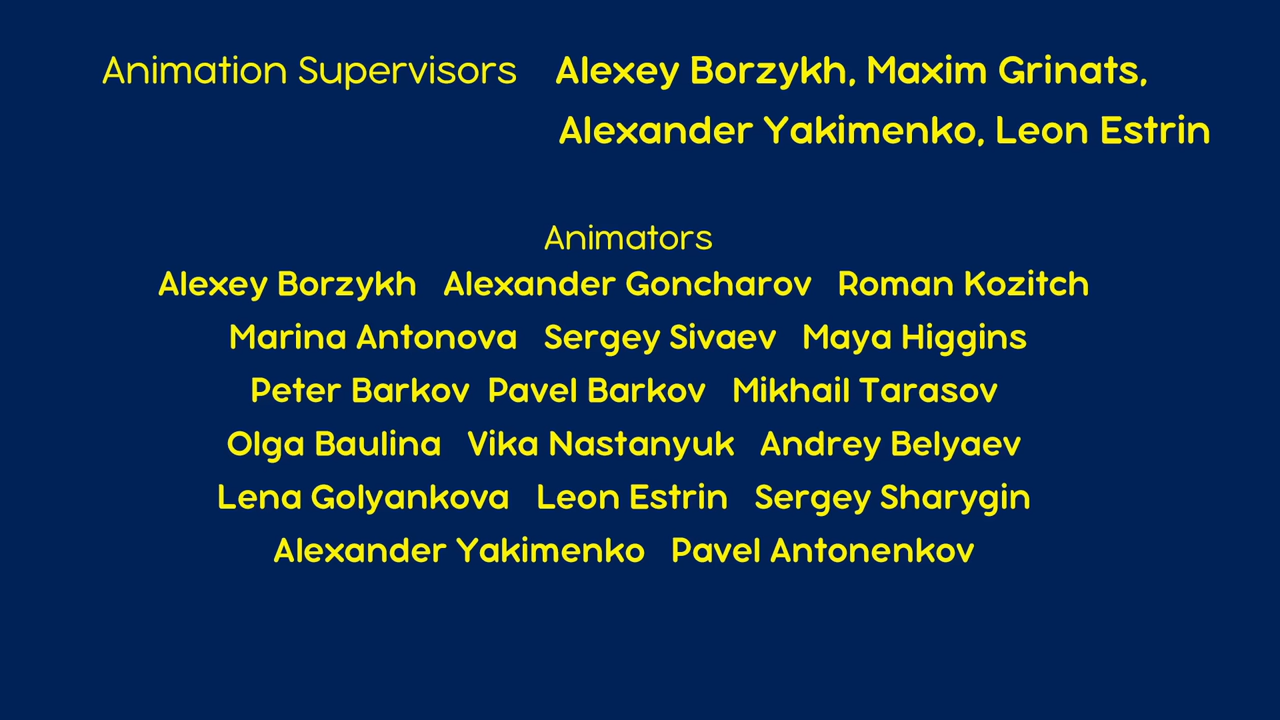 Animation Supervisors Alexey Borzykh, Maxim Grinats,
Alexander Yakimenko, Leon Estrin
Animators
Alexey Borzykh Alexander Goncharov Roman Kozitch
Marina Antonova Sergey Sivaev Maya Higgins
Peter Barkov Pavel Barkov Mikhail Tarasov
Olga Baulina Vika Nastanyuk Andrey Belyaev
Lena Golyankova Leon Estrin Sergey Sharygin
Alexander Yakimenko Pavel Antonenkov